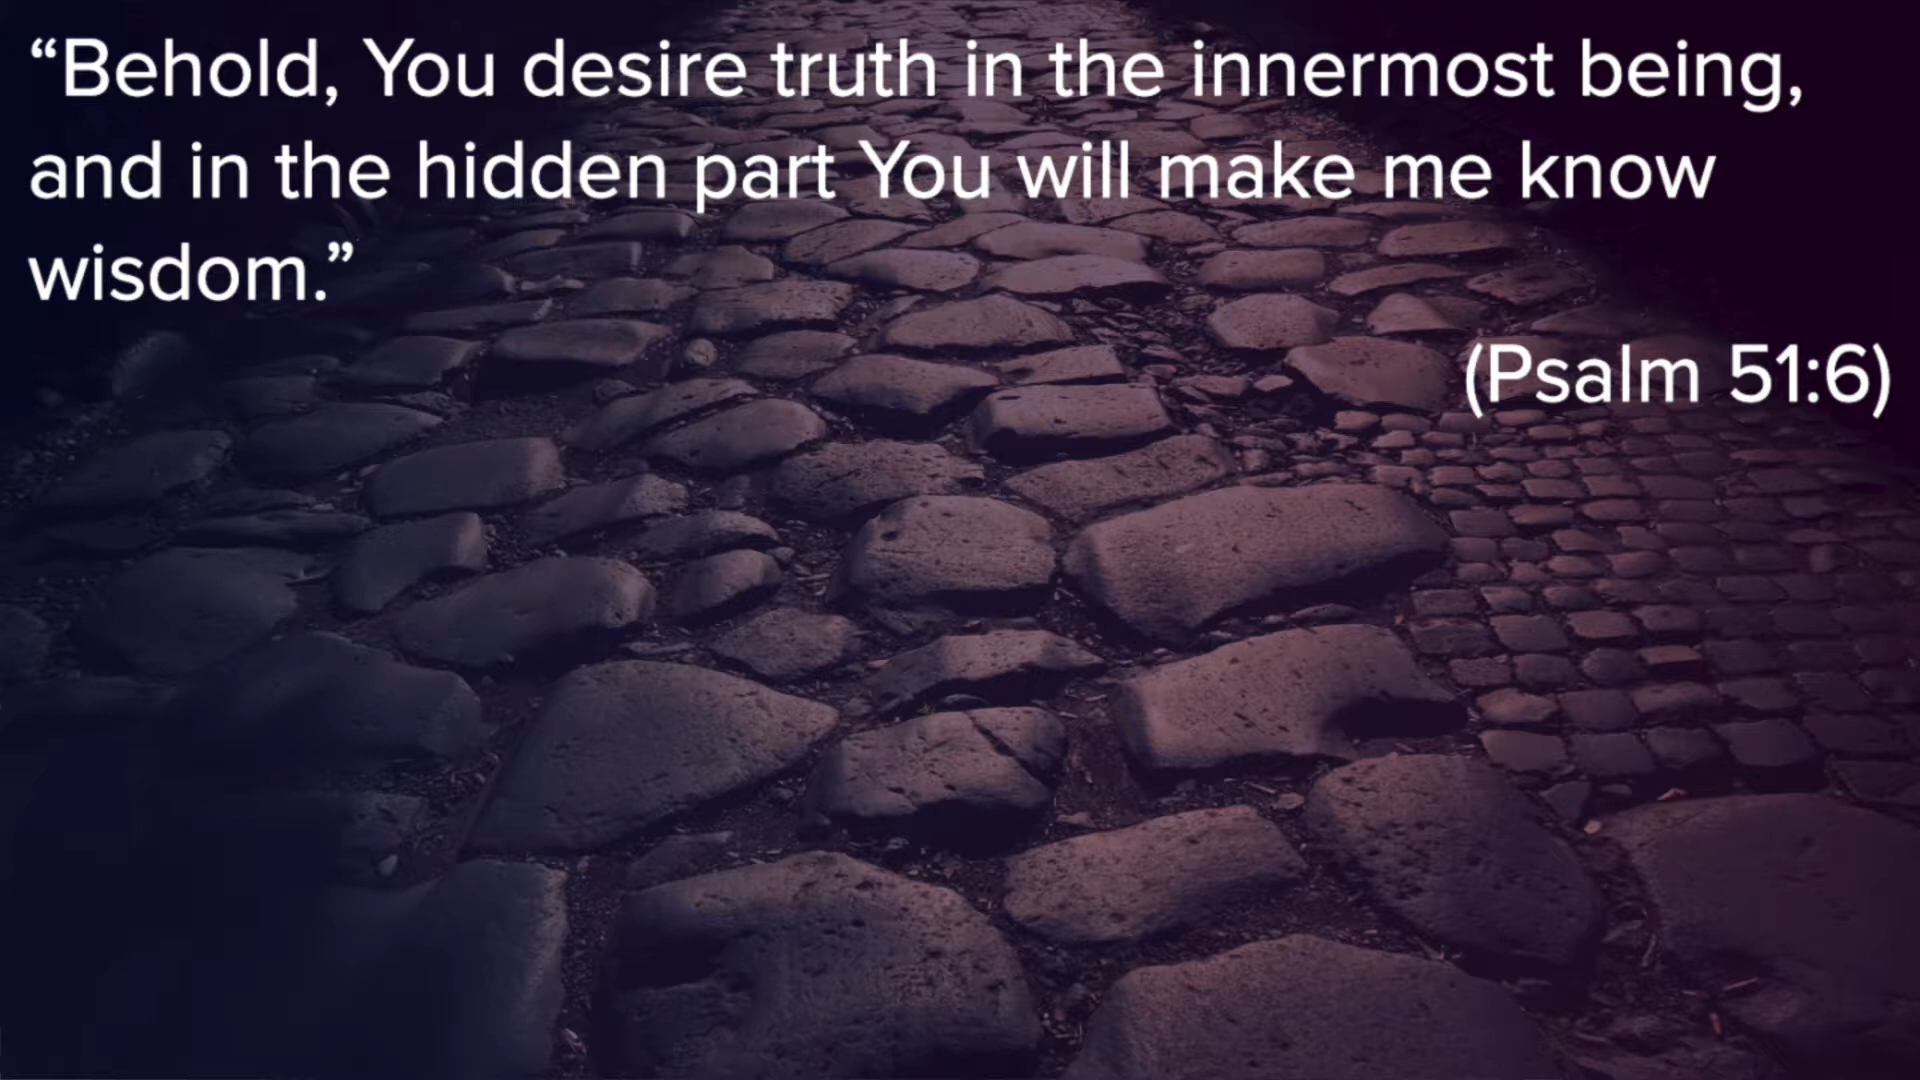 “Behold, You desire truth in the innermost being,
and in the hidden part You will make me know
wisdom.”
(Psalm 51:6)